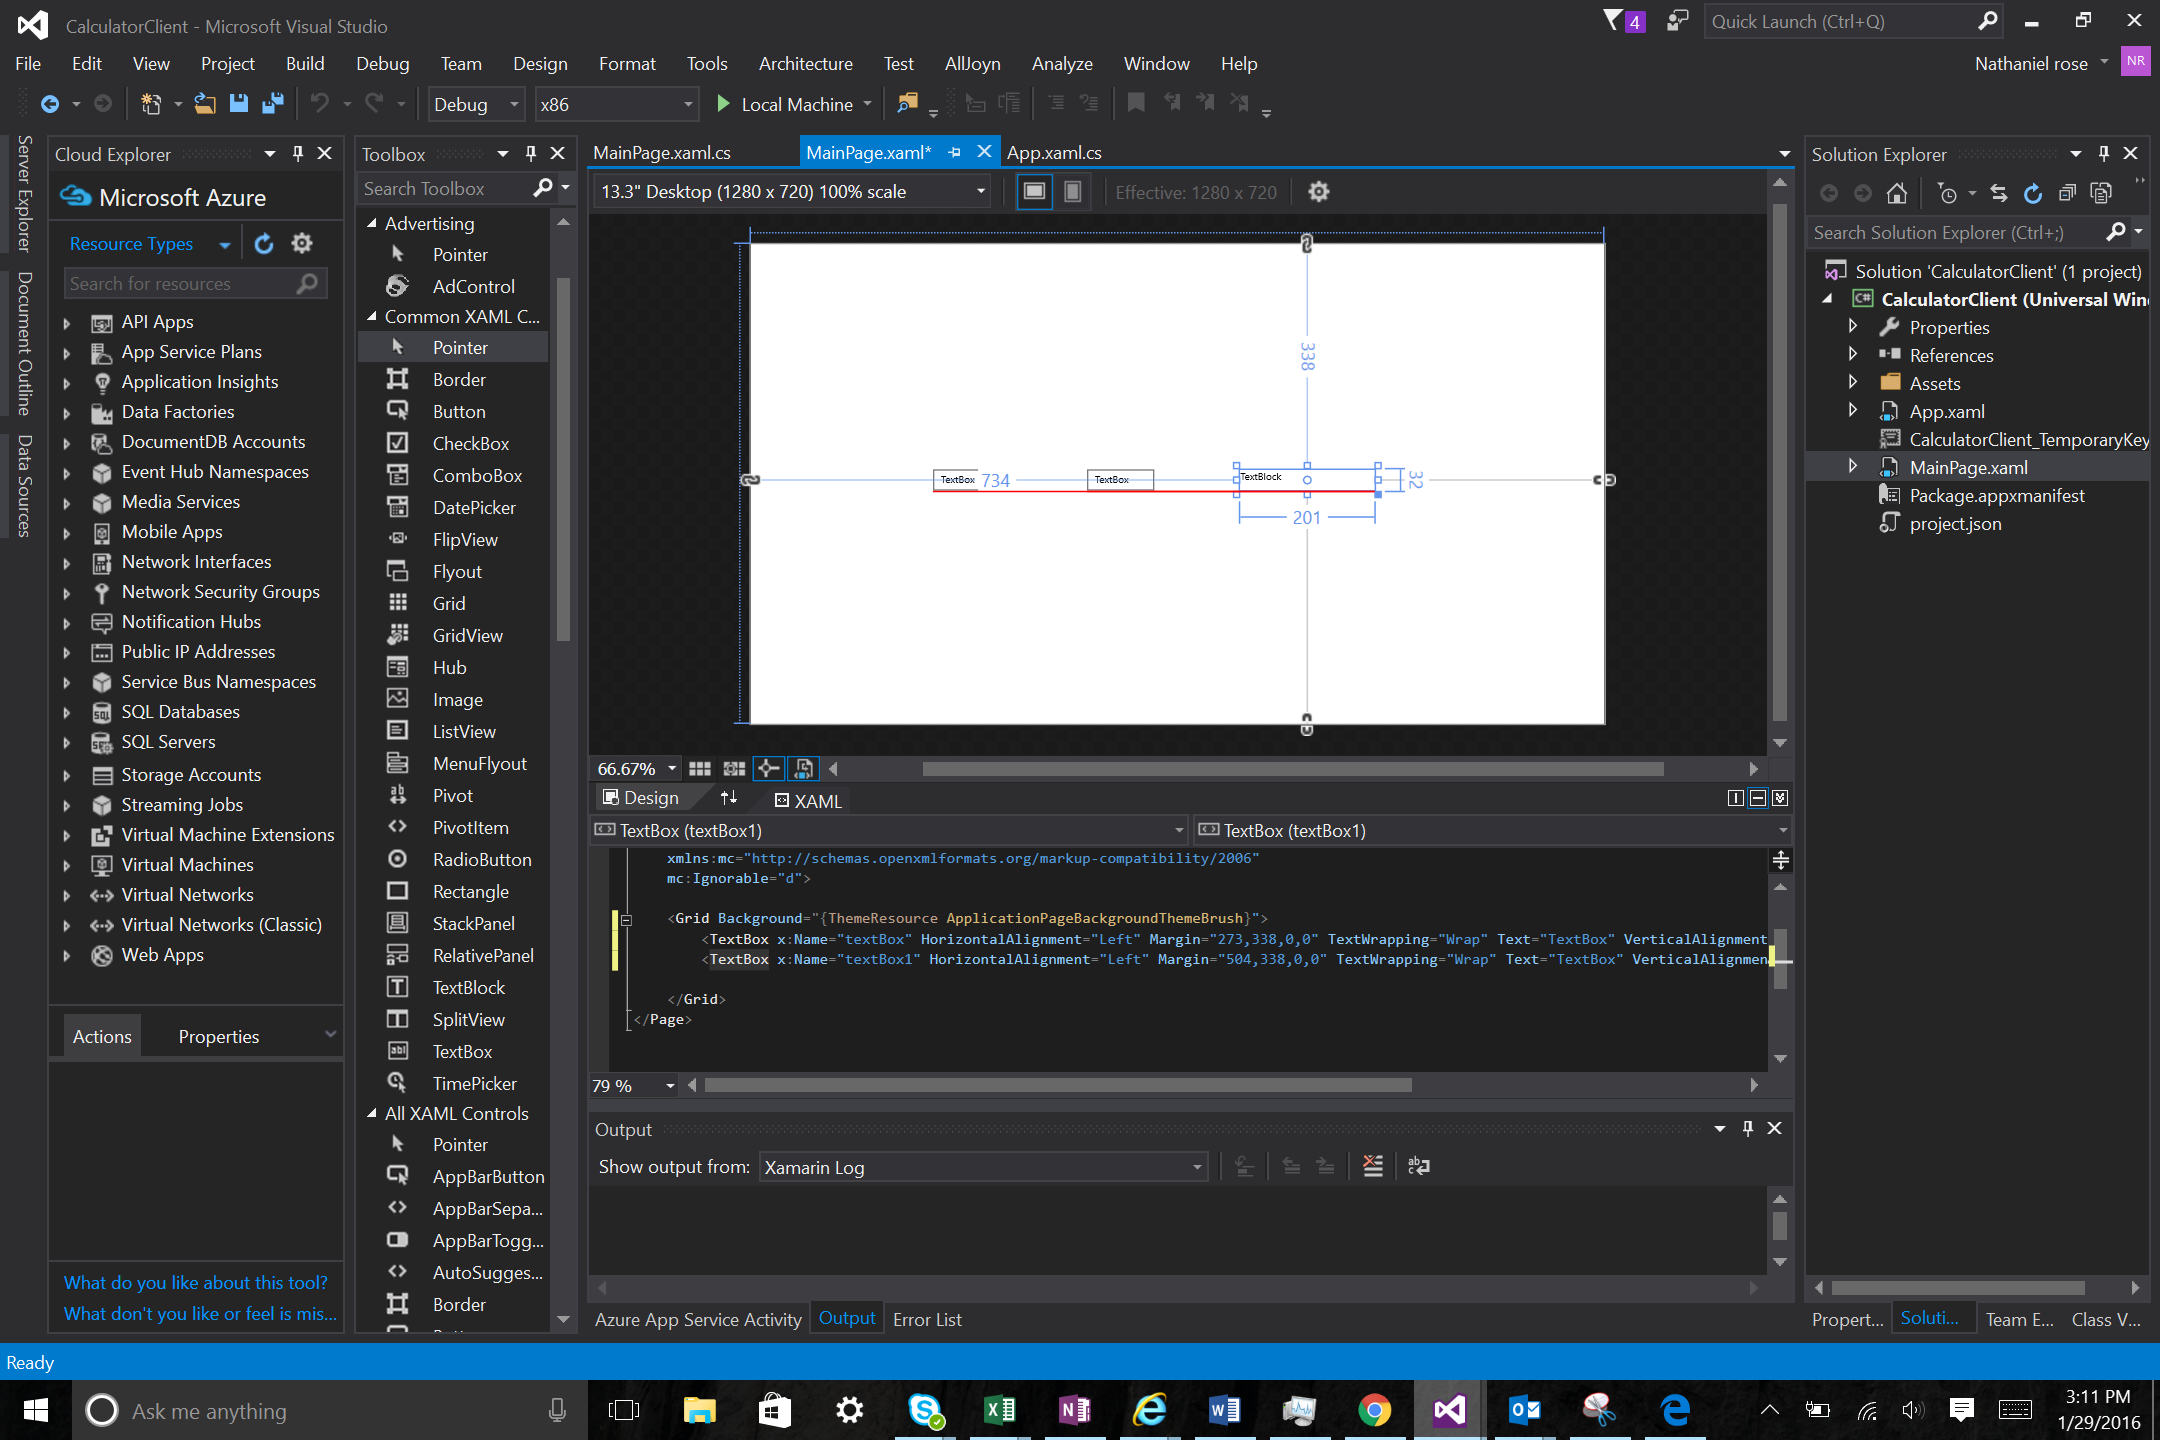 CalculatorClient - Microsoft Visual Studio
4
Quick Launch (Ctrl+Q)
File Edit View Project Build Debug Team Design Format Tools Architecture Test AllJoyn Analyze Window Help
Nathaniel rose
NR
Debug
x86
Local Machine
Server Explorer
Document Outline
Data Sources
Cloud Explorer
Microsoft Azure
Resource Types
Search for resources
API Apps
App Service Plans
Application Insights
Data Factories
DocumentDB Accounts
Event Hub Namespaces
Media Services
Mobile Apps
Network Interfaces
Network Security Groups
Notification Hubs
Public IP Addresses
Service Bus Namespaces
SQL Databases
SQL Servers
Storage Accounts
Streaming Jobs
Virtual Machine Extensions
Virtual Machines
Virtual Networks
Virtual Networks (Classic)
Web Apps
Actions Properties
What do you like about this tool?
What don't you like or feel is mis...
Toolbox
Search Toolbox
Advertising
Pointer
AdControl
Common XAML C...
Pointer
Border
Button
CheckBox
ComboBox
DatePicker
FlipView
Flyout
Grid
GridView
Hub
Image
ListView
MenuFlyout
Pivot
PivotItem
RadioButton
Rectangle
StackPanel
RelativePanel
TextBlock
SplitView
TextBox
TimePicker
All XAML Controls
Pointer
AppBarButton
AppBarSepa...
AppBarTogg...
AutoSugges...
Border
MainPage.xaml.cs
MainPage.xaml*
App.xaml.cs
13.3" Desktop (1280 x 720) 100% scale
Effective: 1280 x 720
338
TextBox 734
TextBox
TextBlock
32
201
66.67%
Design
XAML
TextBox (textBox1)
TextBox (textBox1)
xmlns:mc="http://schemas.openxmlformats.org/markup-compatibility/2006"
mc:Ignorable="d">
<Grid Background="{ThemeResource ApplicationPageBackgroundThemeBrush}">
<TextBox x:Name="textBox" HorizontalAlignment="Left" Margin="273,338,0,0" TextWrapping="Wrap" Text="TextBox" VerticalAlignment
<TextBox x:Name="textBox1" HorizontalAlignment="Left" Margin="504,338,0,0" TextWrapping="Wrap" Text="TextBox" VerticalAlignmen
</Grid>
</Page>
79 %
Output
Show output from:
Xamarin Log
Azure App Service Activity
Output
Error List
Solution Explorer
Search Solution Explorer (Ctrl+;)
Solution 'CalculatorClient' (1 project)
C# CalculatorClient (Universal Win
Properties
References
Assets
App.xaml
CalculatorClient_TemporaryKey
MainPage.xaml
Package.appxmanifest
project.json
Propert...
Soluti...
Team E...
Class V...
Ready
Ask me anything
3:11 PM
1/29/2016